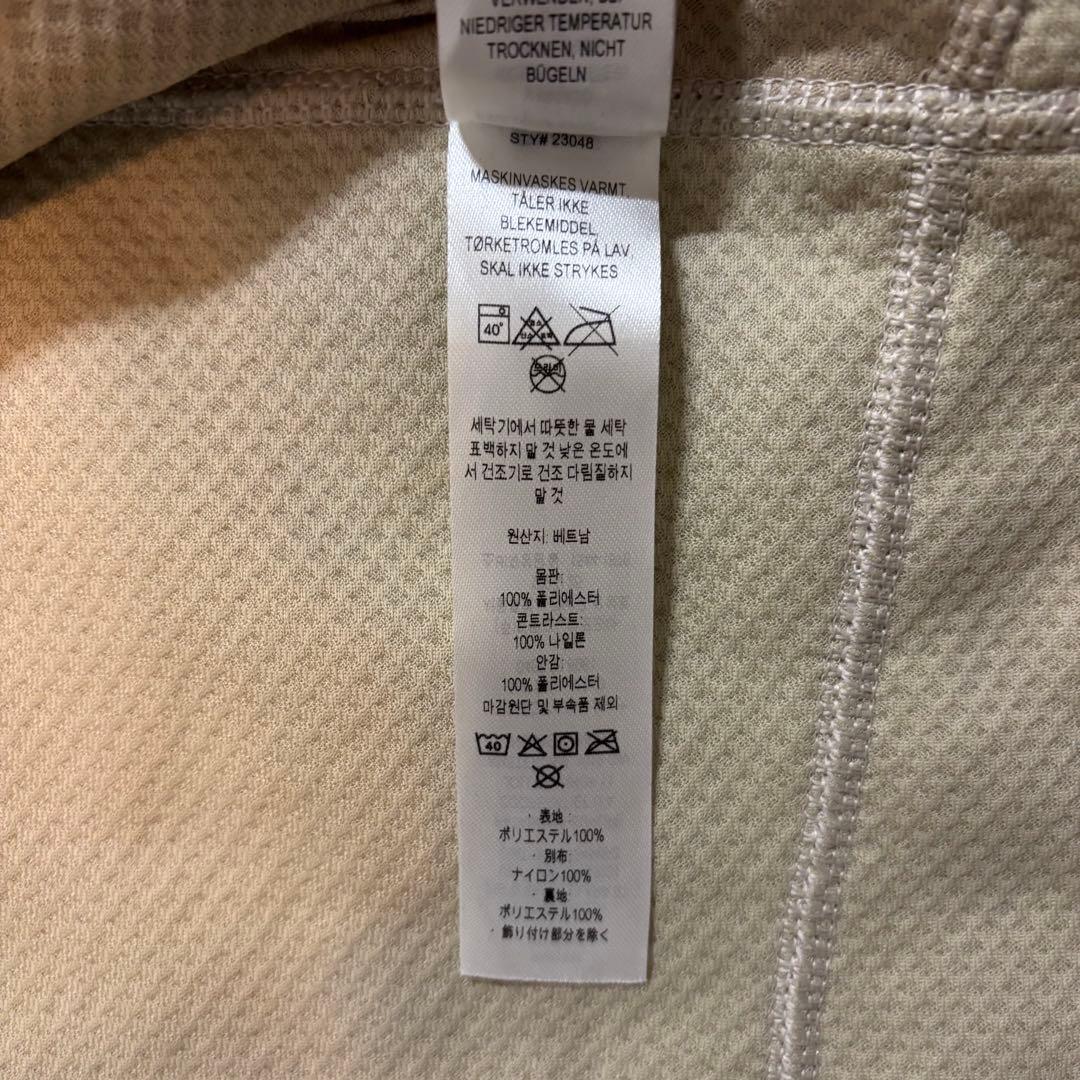 NIEDRIGER TEMPERATUR
TROCKNEN, NICHT
BÜGELN
STY# 23048
MASKINVASKES VARMT,
TÅLER IKKE
BLEKEMIDDEL,
TØRKETROMLES PÅ LAV,
SKAL IKKE STRYKES
40°
드라이
세탁기에서 따뜻한 물 세탁
표백하지 말 것 낮은 온도에
서 건조기로 건조 다림질하지
말 것
원산지: 베트남
몸판:
100% 폴리에스터
콘트라스트:
100% 나일론
안감:
100% 폴리에스터
마감원단 및 부속품 제외
40
・表地:
ポリエステル100%
・別布:
ナイロン100%
・裏地:
ポリエステル100%
・飾り付け部分を除く